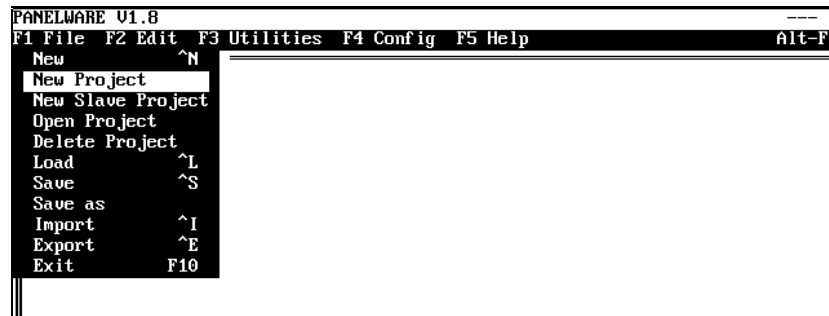 PANELWARE V1.8 ---
F1 File F2 Edit F3 Utilities F4 Config F5 Help Alt-F
New ^N
New Project
New Slave Project
Open Project
Delete Project
Load ^L
Save ^S
Save as
Import ^I
Export ^E
Exit F10